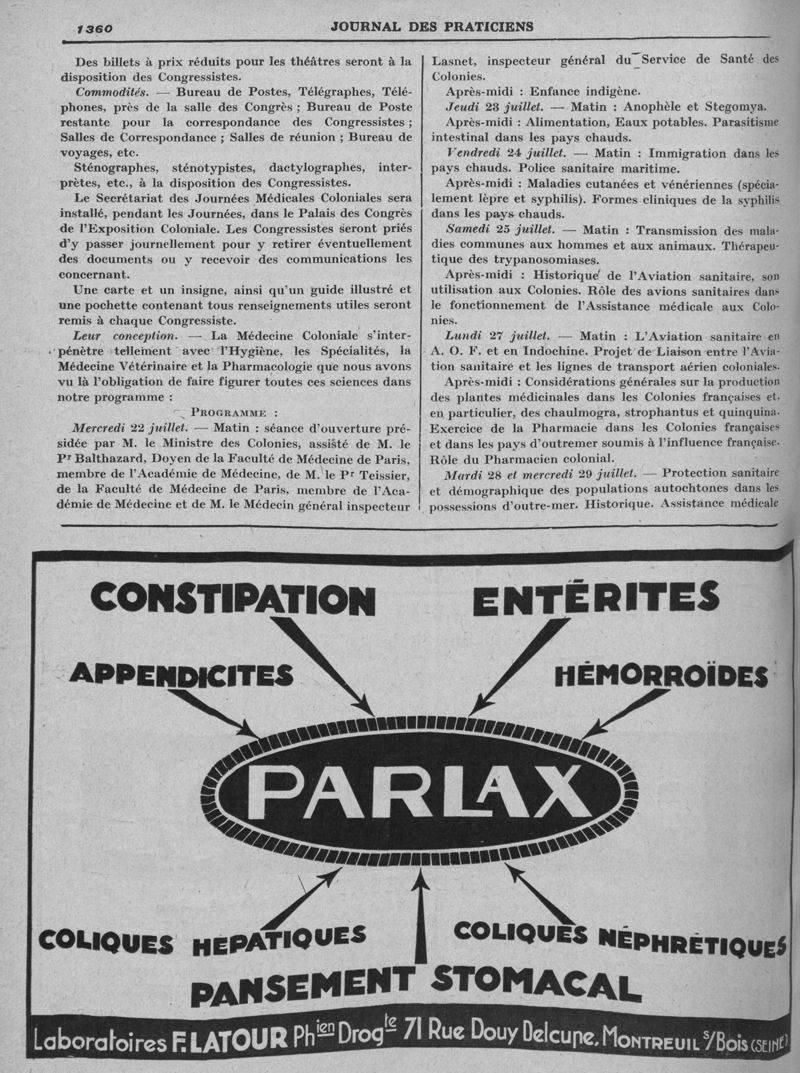 1360
JOURNAL DES PRATICIENS
Des billets à prix réduits pour les théâtres seront à la
disposition des Congressistes.
Commodités. — Bureau de Postes, Télégraphes, Télé-
phones, près de la salle des Congrès ; Bureau de Poste
restante pour la correspondance des Congressistes ;
Salles de Correspondance ; Salles de réunion ; Bureau de
voyages, etc.
Sténographes, sténotypistes, dactylographes, inter-
prètes, etc., à la disposition des Congressistes.
Le Secrétariat des Journées Médicales Coloniales sera
installé, pendant les Journées, dans le Palais des Congrès
de l'Exposition Coloniale. Les Congressistes seront priés
d'y passer journellement pour y retirer éventuellement
des documents ou y recevoir des communications les
concernant.
Une carte et un insigne, ainsi qu'un guide illustré et
une pochette contenant tous renseignements utiles seront
remis à chaque Congressiste.
Leur conception. — La Médecine Coloniale s'inter-
pénètre tellement avec l'Hygiène, les Spécialités, la
Médecine Vétérinaire et la Pharmacologie que nous avons
vu là l'obligation de faire figurer toutes ces sciences dans
notre programme :
PROGRAMME :
Mercredi 22 juillet. — Matin : séance d'ouverture pré-
sidée par M. le Ministre des Colonies, assisté de M. le
Pr Balthazard, Doyen de la Faculté de Médecine de Paris,
membre de l'Académie de Médecine, de M. le Pr Teissier,
de la Faculté de Médecine de Paris, membre de l'Aca-
démie de Médecine et de M. le Médecin général inspecteur
Lasnet, inspecteur général du Service de Santé des
Colonies.
Après-midi : Enfance indigène.
Jeudi 23 juillet. — Matin : Anophèle et Stegomya.
Après-midi : Alimentation, Eaux potables. Parasitisme
intestinal dans les pays chauds.
Vendredi 24 juillet. — Matin : Immigration dans les
pays chauds. Police sanitaire maritime.
Après-midi : Maladies cutanées et vénériennes (spécia-
lement lèpre et syphilis). Formes cliniques de la syphilis
dans les pays chauds.
Samedi 25 juillet. — Matin : Transmission des mala-
dies communes aux hommes et aux animaux. Thérapeu-
tique des trypanosomiases.
Après-midi : Historique de l'Aviation sanitaire, son
utilisation aux Colonies. Rôle des avions sanitaires dans
le fonctionnement de l'Assistance médicale aux Colo-
nies.
Lundi 27 juillet. — Matin : L'Aviation sanitaire en
A. O. F. et en Indochine. Projet de Liaison entre l'Avia-
tion sanitaire et les lignes de transport aérien coloniales.
Après-midi : Considérations générales sur la production
des plantes médicinales dans les Colonies françaises et,
en particulier, des chaulmogra, strophantus et quinquina.
Exercice de la Pharmacie dans les Colonies françaises
et dans les pays d'outremer soumis à l'influence française.
Rôle du Pharmacien colonial.
Mardi 28 et mercredi 29 juillet. — Protection sanitaire
et démographique des populations autochtones dans les
possessions d'outre-mer. Historique. Assistance médicale
CONSTIPATION
ENTÉRITES
APPENDICITES
HÉMORROÏDES
PARLAX
COLIQUES HÉPATIQUES
COLIQUES NÉPHRÉTIQUES
PANSEMENT STOMACAL
Laboratoires F. LATOUR Phien Drogte 71 Rue Douy Delcupe, MONTREUIL s/Bois (SEINE)